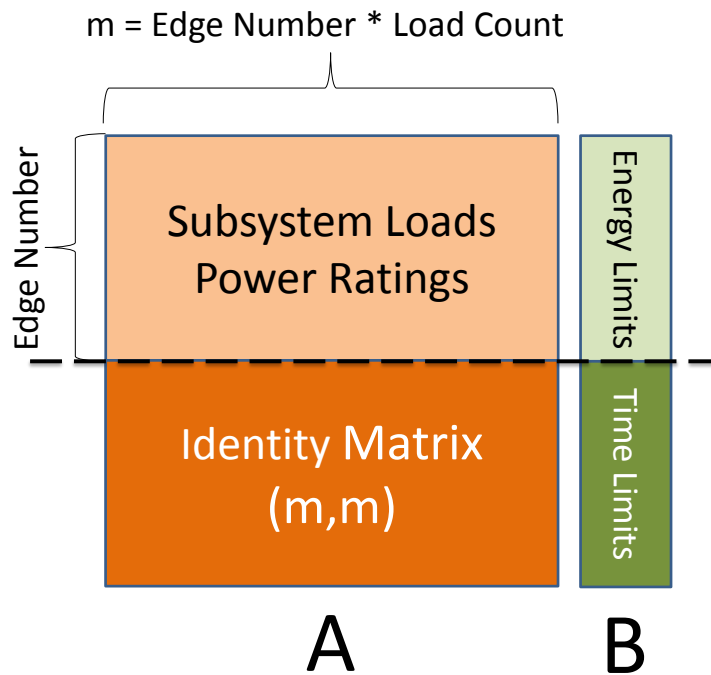 m = Edge Number * Load Count
Edge Number
Subsystem Loads
Power Ratings
Energy Limits
Identity Matrix
(m,m)
Time Limits
A
B